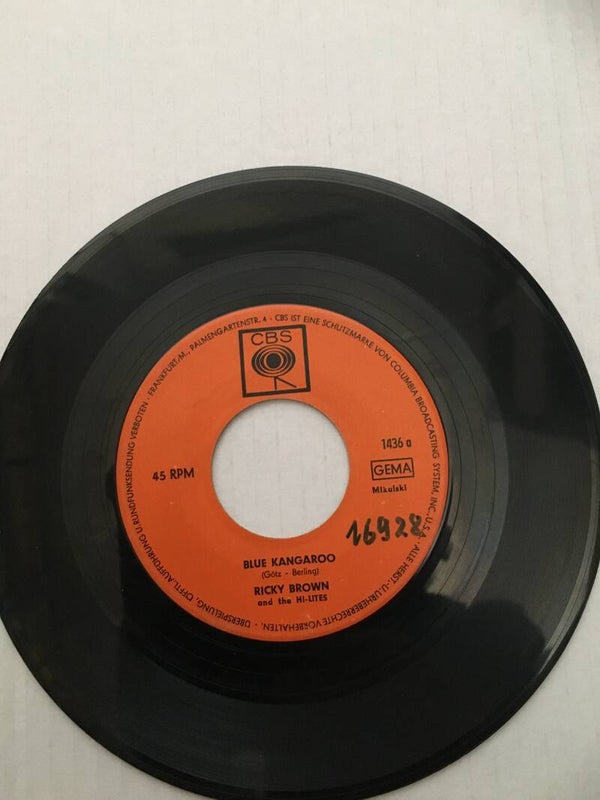 · FRANKFURT/M., PALMENGARTENSTR. 4 · CBS IST EINE SCHUTZMARKE VON COLUMBIA BROADCASTING SYSTEM, INC., U.S.A. · ALLE HERST.- U. URHEBERRECHTE VORBEHALTEN. · ÜBERSPIELUNG, ÖFFTL. AUFFÜHRUNG U. RUNDFUNKSENDUNG VERBOTEN
CBS
1436 a
45 RPM
GEMA
Mikulski
16928
BLUE KANGAROO
(Götz - Berling)
RICKY BROWN
and the HI-LITES